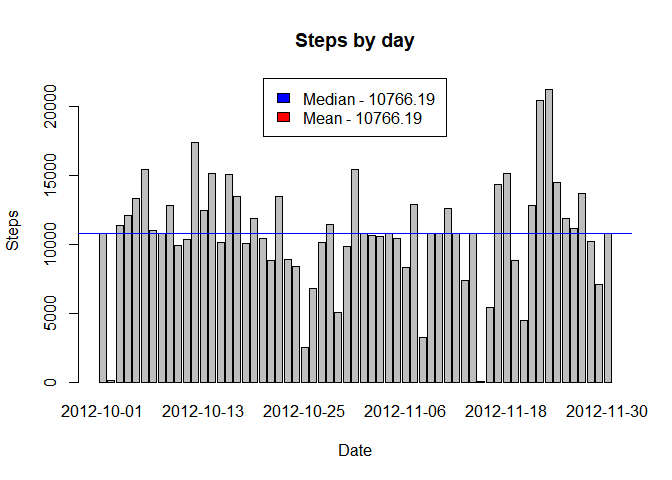 Steps by day
Median - 10766.19
Mean - 10766.19
20000
15000
10000
5000
0
Steps
2012-10-01 2012-10-13 2012-10-25 2012-11-06 2012-11-18 2012-11-30
Date